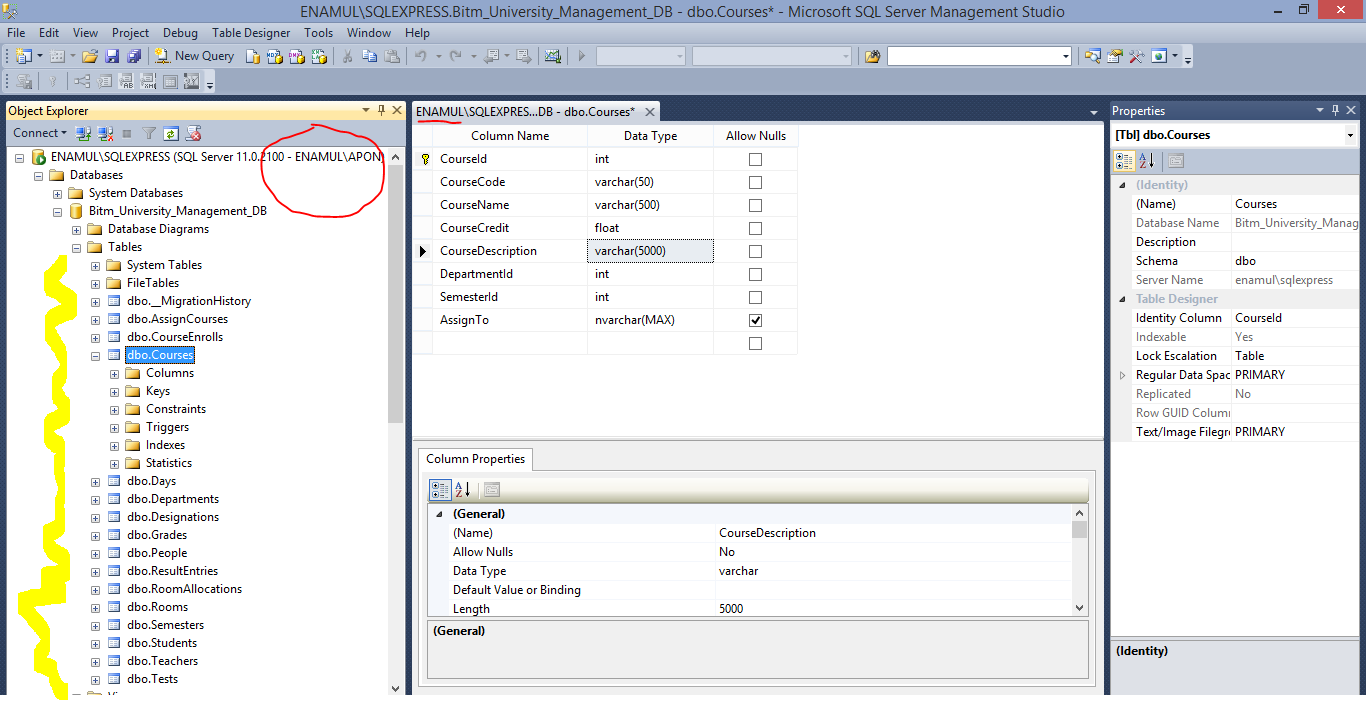 ENAMUL\SQLEXPRESS.Bitm_University_Management_DB - dbo.Courses* - Microsoft SQL Server Management Studio
File Edit View Project Debug Table Designer Tools Window Help
New Query
Object Explorer
Connect
ENAMUL\SQLEXPRESS (SQL Server 11.0.2100 - ENAMUL\APON)
Databases
System Databases
Bitm_University_Management_DB
Database Diagrams
Tables
System Tables
FileTables
dbo.__MigrationHistory
dbo.AssignCourses
dbo.CourseEnrolls
dbo.Courses
Columns
Keys
Constraints
Triggers
Indexes
Statistics
dbo.Days
dbo.Departments
dbo.Designations
dbo.Grades
dbo.People
dbo.ResultEntries
dbo.RoomAllocations
dbo.Rooms
dbo.Semesters
dbo.Students
dbo.Teachers
dbo.Tests
ENAMUL\SQLEXPRES...DB - dbo.Courses*
Column Name Data Type Allow Nulls
CourseId int
CourseCode varchar(50)
CourseName varchar(500)
CourseCredit float
CourseDescription varchar(5000)
DepartmentId int
SemesterId int
AssignTo nvarchar(MAX)
Column Properties
(General)
(Name) CourseDescription
Allow Nulls No
Data Type varchar
Default Value or Binding
Length 5000
(General)
Properties
[Tbl] dbo.Courses
(Identity)
(Name) Courses
Database Name Bitm_University_Manag
Description
Schema dbo
Server Name enamul\sqlexpress
Table Designer
Identity Column CourseId
Indexable Yes
Lock Escalation Table
Regular Data Spac PRIMARY
Replicated No
Row GUID Colum
Text/Image Filegr PRIMARY
(Identity)